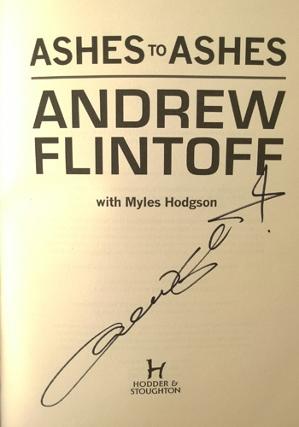 ASHES TO ASHES
ANDREW
FLINTOFF
with Myles Hodgson
H
HODDER &
STOUGHTON